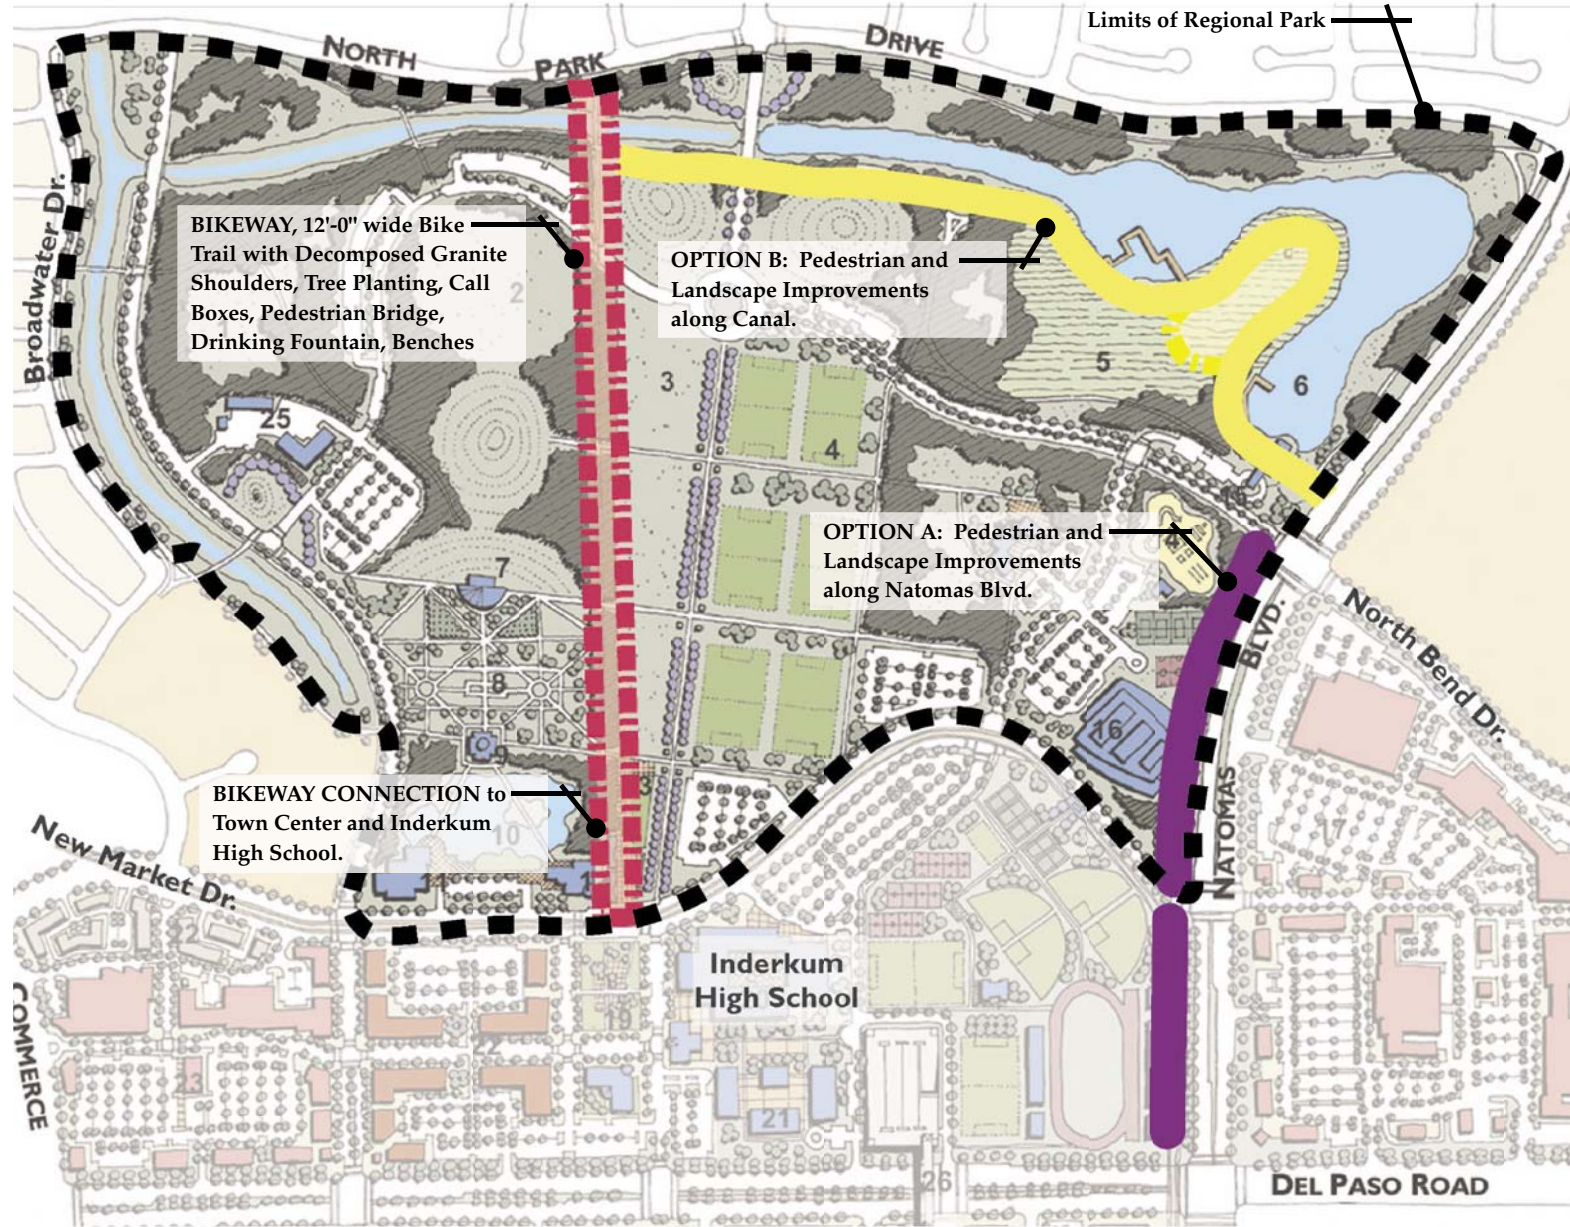 Limits of Regional Park
NORTH
PARK
DRIVE
Broadwater Dr.
BIKEWAY, 12'-0" wide Bike
Trail with Decomposed Granite
Shoulders, Tree Planting, Call
Boxes, Pedestrian Bridge,
Drinking Fountain, Benches
OPTION B: Pedestrian and
Landscape Improvements
along Canal.
2
3
5
6
25
4
OPTION A: Pedestrian and
Landscape Improvements
along Natomas Blvd.
7
8
16
BLVD.
NATOMAS
North Bend Dr.
BIKEWAY CONNECTION to
Town Center and Inderkum
High School.
9
10
11
17
New Market Dr.
COMMERCE
22
Inderkum
High School
19
23
21
26
DEL PASO ROAD